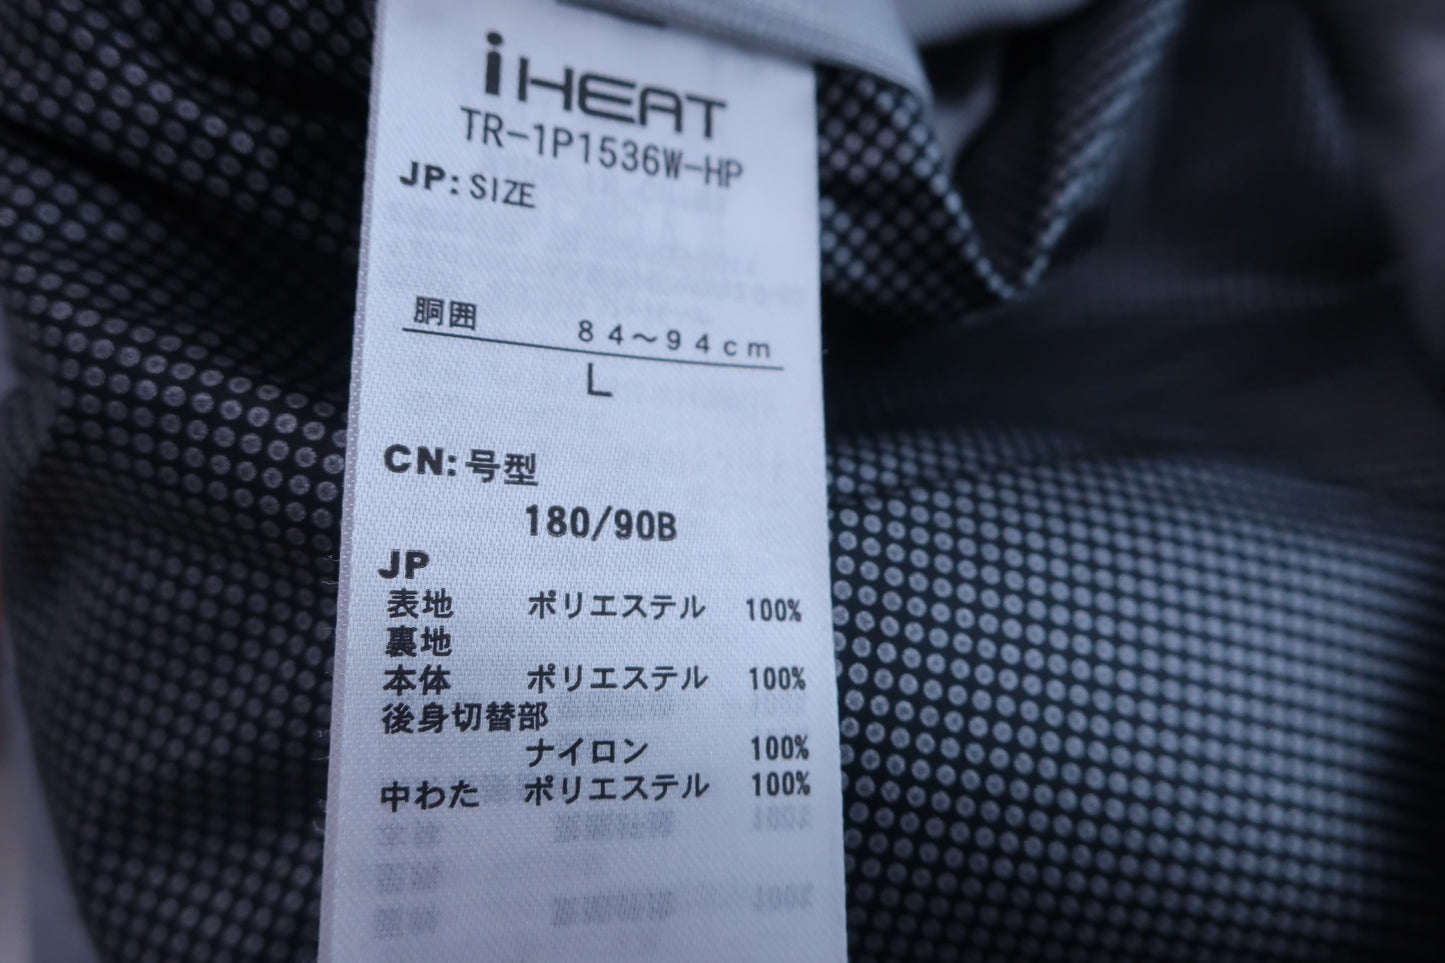 iHEAT
TR-1P1536W-HP
JP:SIZE
胴囲 84～94cm
L
CN:号型
180/90B
JP
表地 ポリエステル 100%
裏地
本体 ポリエステル 100%
後身切替部
ナイロン 100%
中わた ポリエステル 100%